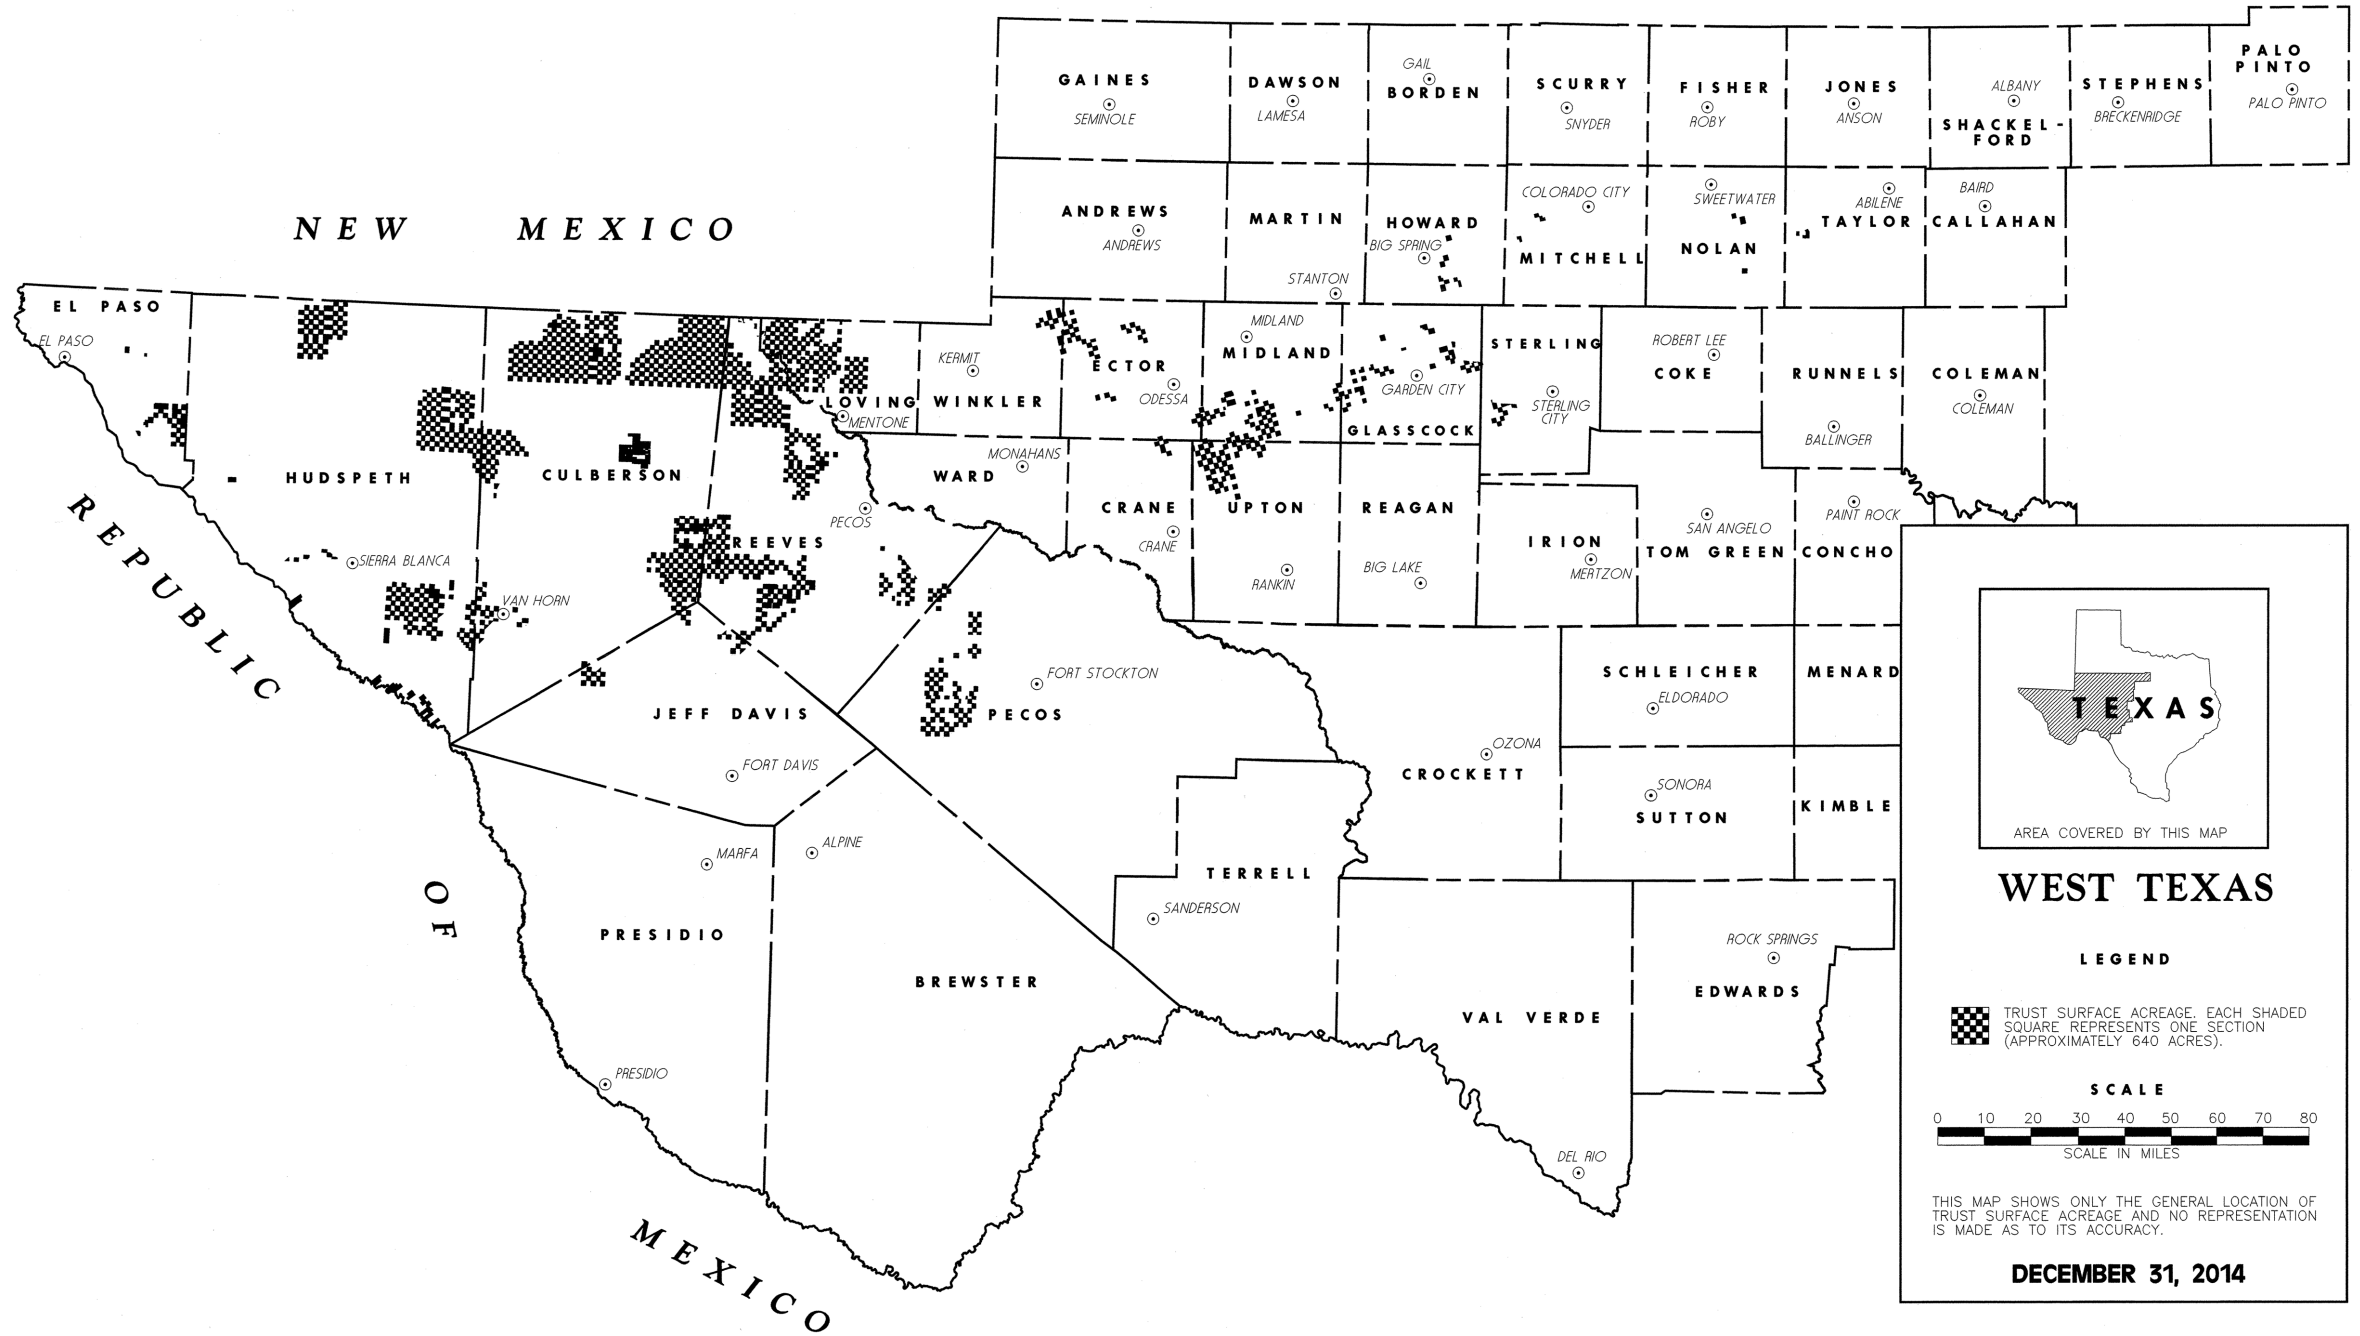 PALO
PINTO
PALO PINTO
GAINES
SEMINOLE
DAWSON
LAMESA
GAIL
BORDEN
SCURRY
SNYDER
FISHER
ROBY
JONES
ANSON
ALBANY
SHACKEL-
FORD
STEPHENS
BRECKENRIDGE
NEW MEXICO
ANDREWS
ANDREWS
MARTIN
STANTON
HOWARD
BIG SPRING
COLORADO CITY
MITCHELL
SWEETWATER
NOLAN
ABILENE
TAYLOR
BAIRD
CALLAHAN
EL PASO
EL PASO
HUDSPETH
SIERRA BLANCA
CULBERSON
VAN HORN
REEVES
PECOS
LOVING
MENTONE
KERMIT
WINKLER
ECTOR
ODESSA
MIDLAND
MIDLAND
GARDEN CITY
GLASSCOCK
STERLING
STERLING
CITY
ROBERT LEE
COKE
RUNNELS
BALLINGER
COLEMAN
COLEMAN
MONAHANS
WARD
CRANE
CRANE
UPTON
RANKIN
REAGAN
BIG LAKE
IRION
MERTZON
SAN ANGELO
TOM GREEN
PAINT ROCK
CONCHO
REPUBLIC
OF
MEXICO
JEFF DAVIS
FORT DAVIS
FORT STOCKTON
PECOS
SCHLEICHER
ELDORADO
MENARD
OZONA
CROCKETT
SONORA
SUTTON
KIMBLE
MARFA
ALPINE
PRESIDIO
PRESIDIO
BREWSTER
TERRELL
SANDERSON
VAL VERDE
DEL RIO
ROCK SPRINGS
EDWARDS
TEXAS
AREA COVERED BY THIS MAP
WEST TEXAS
LEGEND
TRUST SURFACE ACREAGE. EACH SHADED
SQUARE REPRESENTS ONE SECTION
(APPROXIMATELY 640 ACRES).
SCALE
0 10 20 30 40 50 60 70 80
SCALE IN MILES
THIS MAP SHOWS ONLY THE GENERAL LOCATION OF
TRUST SURFACE ACREAGE AND NO REPRESENTATION
IS MADE AS TO ITS ACCURACY.
DECEMBER 31, 2014